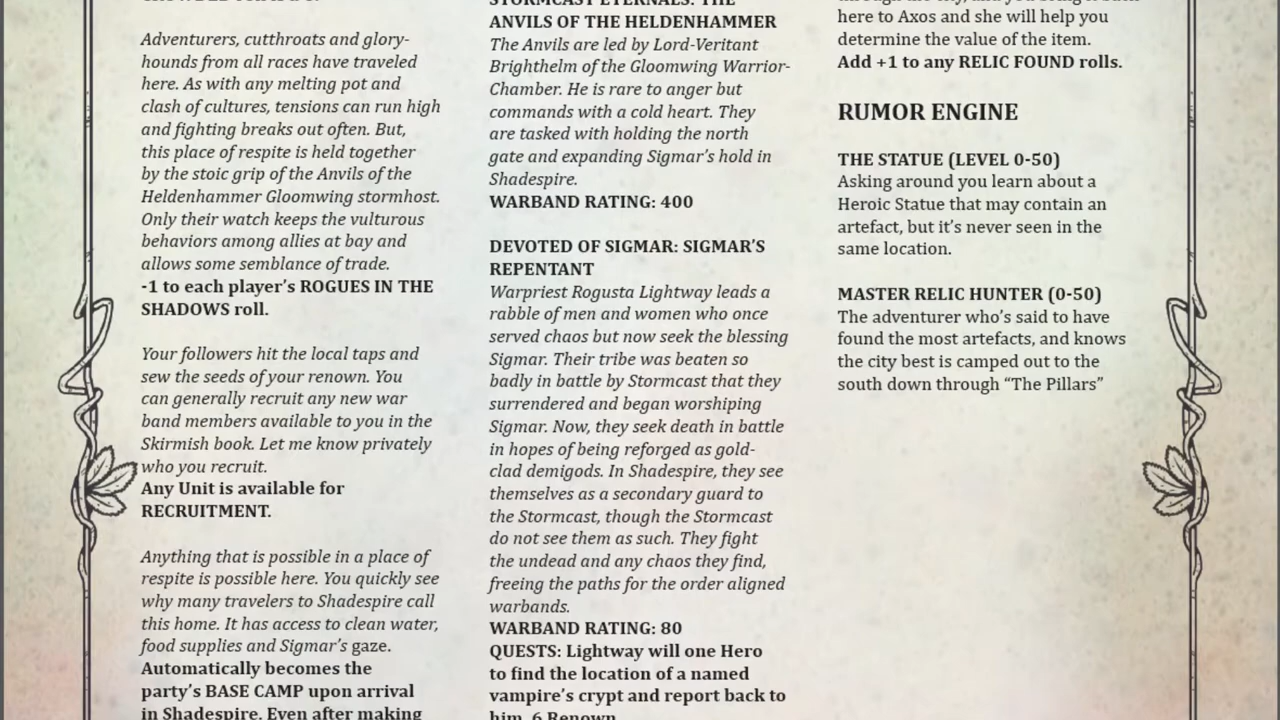 Adventurers, cutthroats and glory-
hounds from all races have traveled
here. As with any melting pot and
clash of cultures, tensions can run high
and fighting breaks out often. But,
this place of respite is held together
by the stoic grip of the Anvils of the
Heldenhammer Gloomwing stormhost.
Only their watch keeps the vulturous
behaviors among allies at bay and
allows some semblance of trade.
-1 to each player's ROGUES IN THE
SHADOWS roll.
Your followers hit the local taps and
sew the seeds of your renown. You
can generally recruit any new war
band members available to you in the
Skirmish book. Let me know privately
who you recruit.
Any Unit is available for
RECRUITMENT.
Anything that is possible in a place of
respite is possible here. You quickly see
why many travelers to Shadespire call
this home. It has access to clean water,
food supplies and Sigmar's gaze.
Automatically becomes the
party's BASE CAMP upon arrival
in Shadespire. Even after making
STORMCAST ETERNALS: THE
ANVILS OF THE HELDENHAMMER
The Anvils are led by Lord-Veritant
Brighthelm of the Gloomwing Warrior-
Chamber. He is rare to anger but
commands with a cold heart. They
are tasked with holding the north
gate and expanding Sigmar's hold in
Shadespire.
WARBAND RATING: 400
DEVOTED OF SIGMAR: SIGMAR'S
REPENTANT
Warpriest Rogusta Lightway leads a
rabble of men and women who once
served chaos but now seek the blessing
Sigmar. Their tribe was beaten so
badly in battle by Stormcast that they
surrendered and began worshiping
Sigmar. Now, they seek death in battle
in hopes of being reforged as gold-
clad demigods. In Shadespire, they see
themselves as a secondary guard to
the Stormcast, though the Stormcast
do not see them as such. They fight
the undead and any chaos they find,
freeing the paths for the order aligned
warbands.
WARBAND RATING: 80
QUESTS: Lightway will one Hero
to find the location of a named
vampire's crypt and report back to
him. 6 Renown
here to Axos and she will help you
determine the value of the item.
Add +1 to any RELIC FOUND rolls.
RUMOR ENGINE
THE STATUE (LEVEL 0-50)
Asking around you learn about a
Heroic Statue that may contain an
artefact, but it's never seen in the
same location.
MASTER RELIC HUNTER (0-50)
The adventurer who's said to have
found the most artefacts, and knows
the city best is camped out to the
south down through "The Pillars"